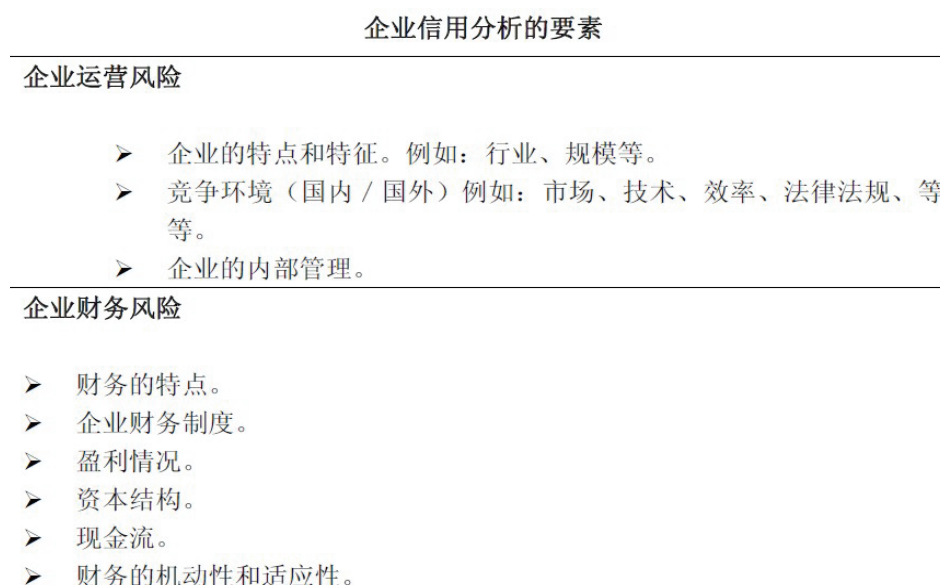 企业信用分析的要素
企业运营风险
➢ 企业的特点和特征。例如：行业、规模等。
➢ 竞争环境（国内／国外）例如：市场、技术、效率、法律法规、等
等。
➢ 企业的内部管理。
企业财务风险
➢ 财务的特点。
➢ 企业财务制度。
➢ 盈利情况。
➢ 资本结构。
➢ 现金流。
➢ 财务的机动性和适应性。